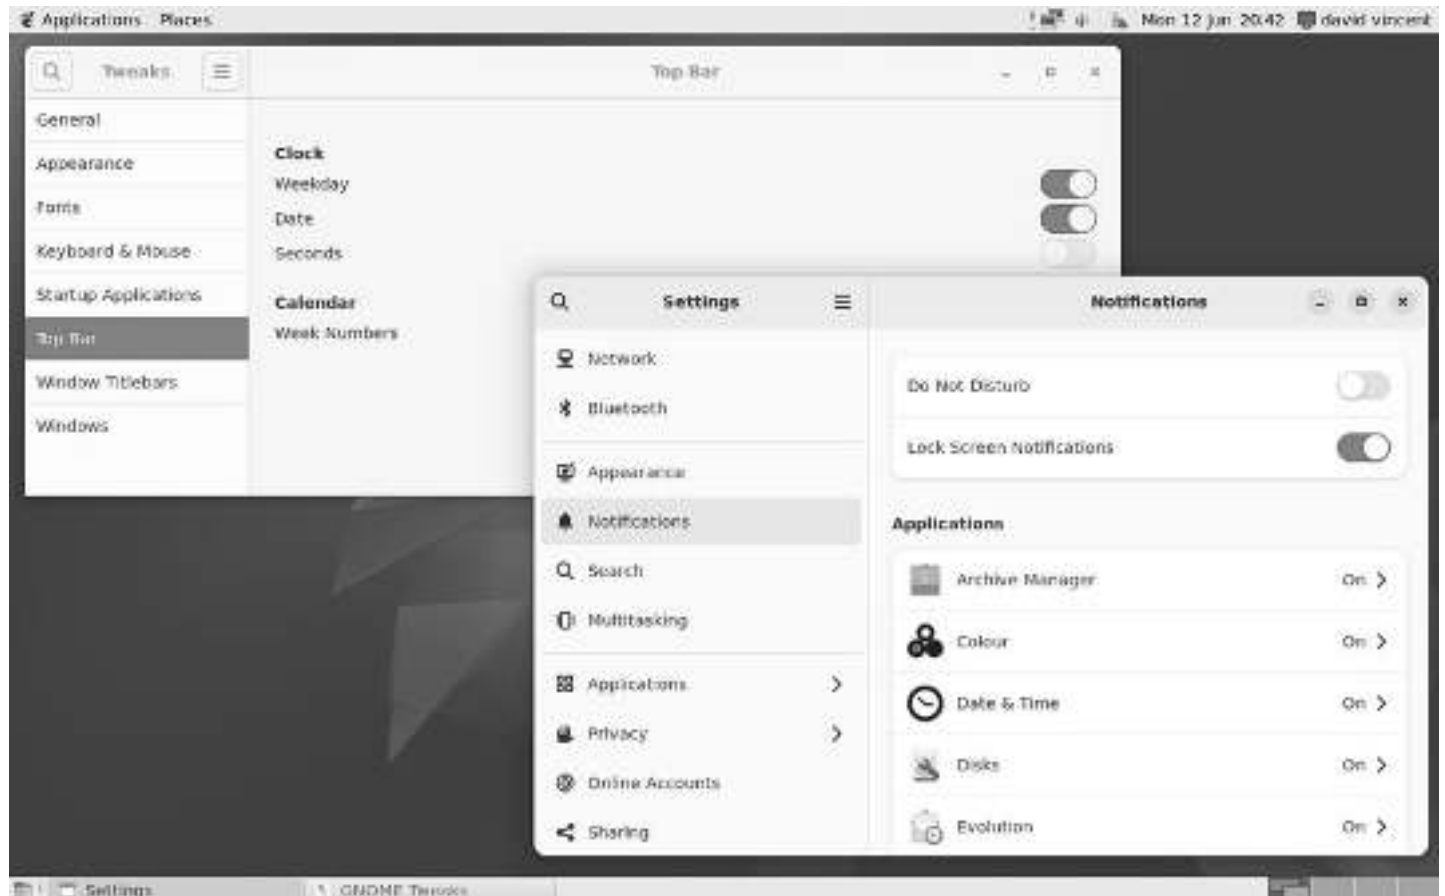 Applications Places
Mon 12 Jun 20:42 david vincent
Tweaks
Top Bar
General
Appearance
Fonts
Keyboard & Mouse
Startup Applications
Top Bar
Window Titlebars
Windows
Clock
Weekday
Date
Seconds
Calendar
Week Numbers
Settings
Notifications
Network
Bluetooth
Appearance
Notifications
Search
Multitasking
Applications
Privacy
Online Accounts
Sharing
Do Not Disturb
Lock Screen Notifications
Applications
Archive Manager On
Colour On
Date & Time On
Disks On
Evolution On
Settings
GNOME Tweaks